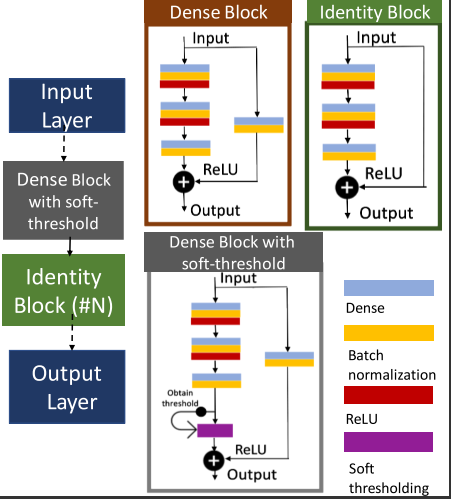 Dense Block
Identity Block
Input
Input
ReLU
ReLU
Output
Output
Input
Layer
Dense Block
with soft-
threshold
Identity
Block (#N)
Output
Layer
Dense Block with
soft-threshold
Input
Obtain
threshold
ReLU
Output
Dense
Batch
normalization
ReLU
Soft
thresholding